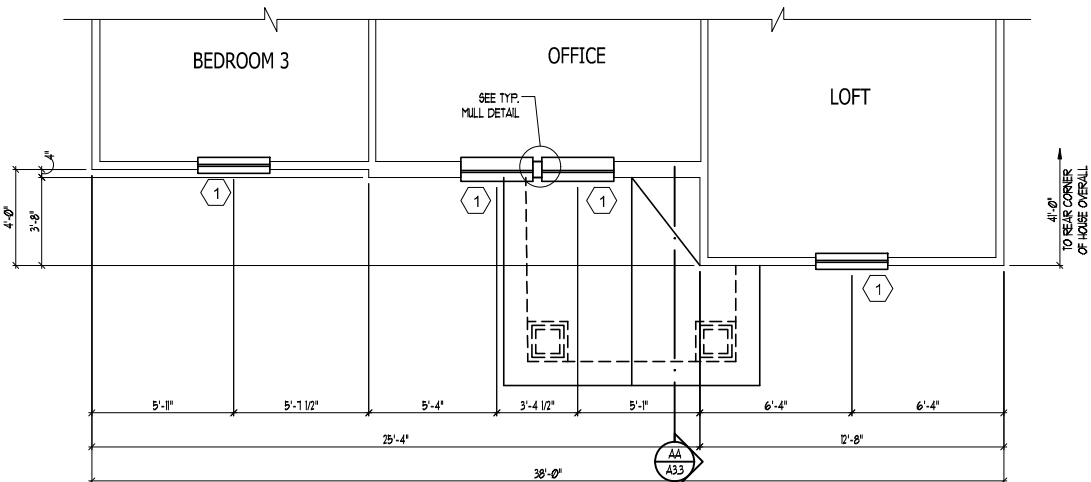 BEDROOM 3
OFFICE
SEE TYP.
MULL DETAIL
LOFT
4"
4'-0"
3'-8"
1
1
1
1
41'-0"
TO REAR CORNER
OF HOUSE OVERALL
5'-11"
5'-7 1/2"
5'-4"
3'-4 1/2"
5'-1"
6'-4"
6'-4"
25'-4"
12'-8"
AA
A3.3
38'-0"